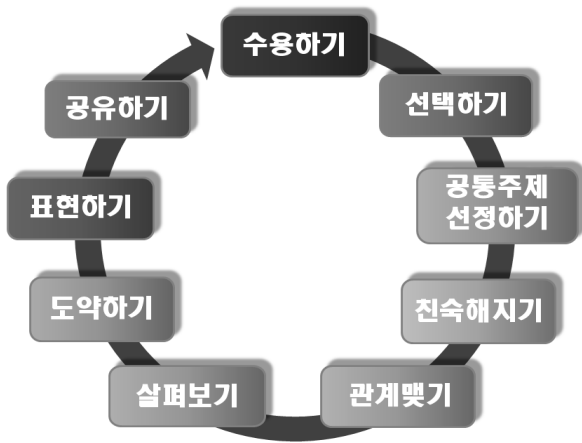 수용하기
선택하기
공통주제
선정하기
친숙해지기
관계맺기
살펴보기
도약하기
표현하기
공유하기